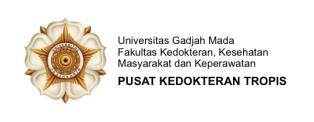 Universitas Gadjah Mada
Fakultas Kedokteran, Kesehatan
Masyarakat dan Keperawatan
PUSAT KEDOKTERAN TROPIS